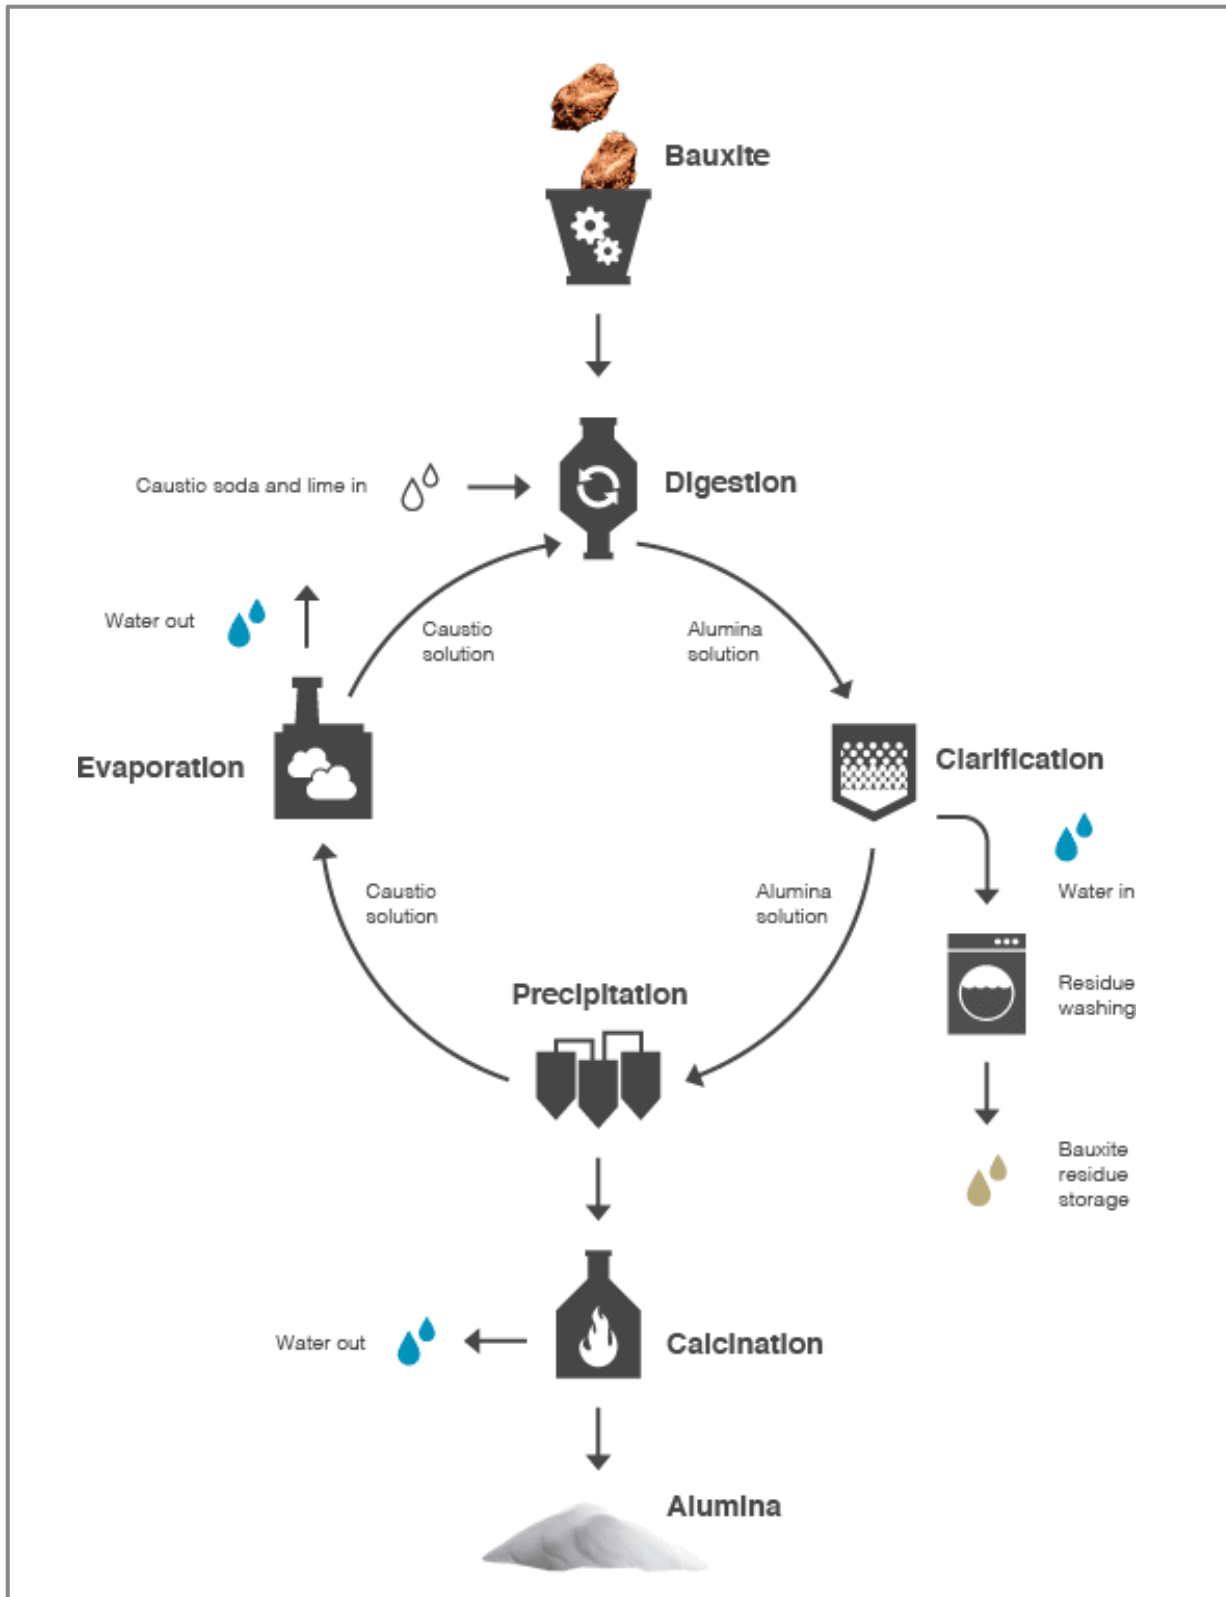 Bauxite
Caustic soda and lime in
Digestion
Water out
Caustic
solution
Alumina
solution
Evaporation
Clarification
Caustic
solution
Alumina
solution
Water in
Precipitation
Residue
washing
Bauxite
residue
storage
Water out
Calcination
Alumina